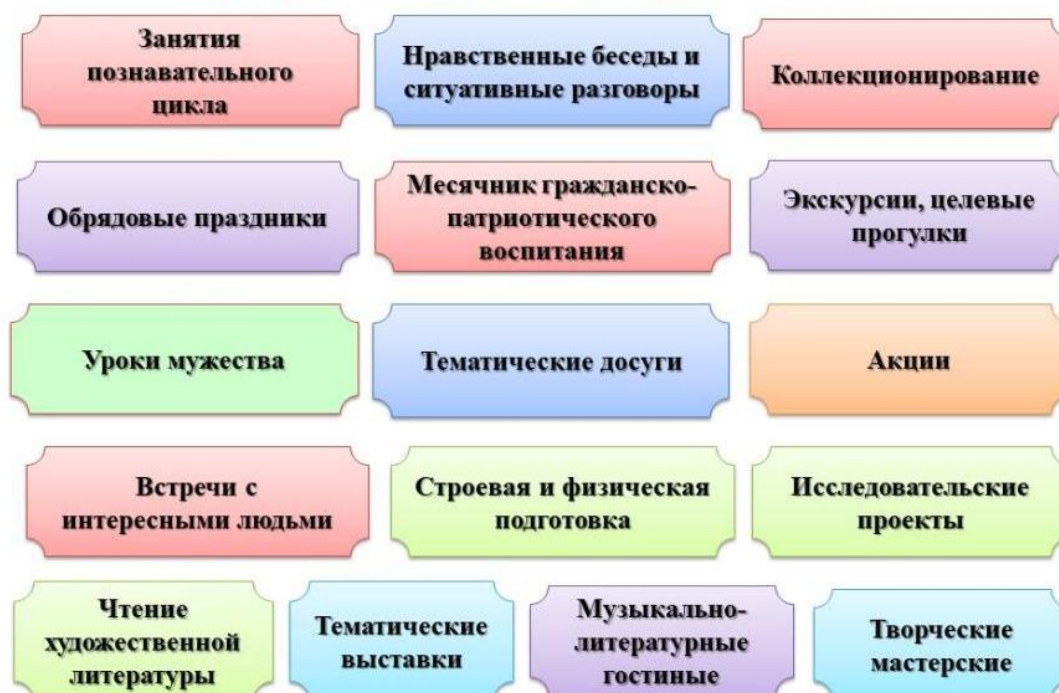 Занятия
познавательного
цикла
Нравственные беседы и
ситуативные разговоры
Коллекционирование
Обрядовые праздники
Месячник гражданско-
патриотического
воспитания
Экскурсии, целевые
прогулки
Уроки мужества
Тематические досуги
Акции
Встречи с
интересными людьми
Строевая и физическая
подготовка
Исследовательские
проекты
Чтение
художественной
литературы
Тематические
выставки
Музыкально-
литературные
гостиные
Творческие
мастерские